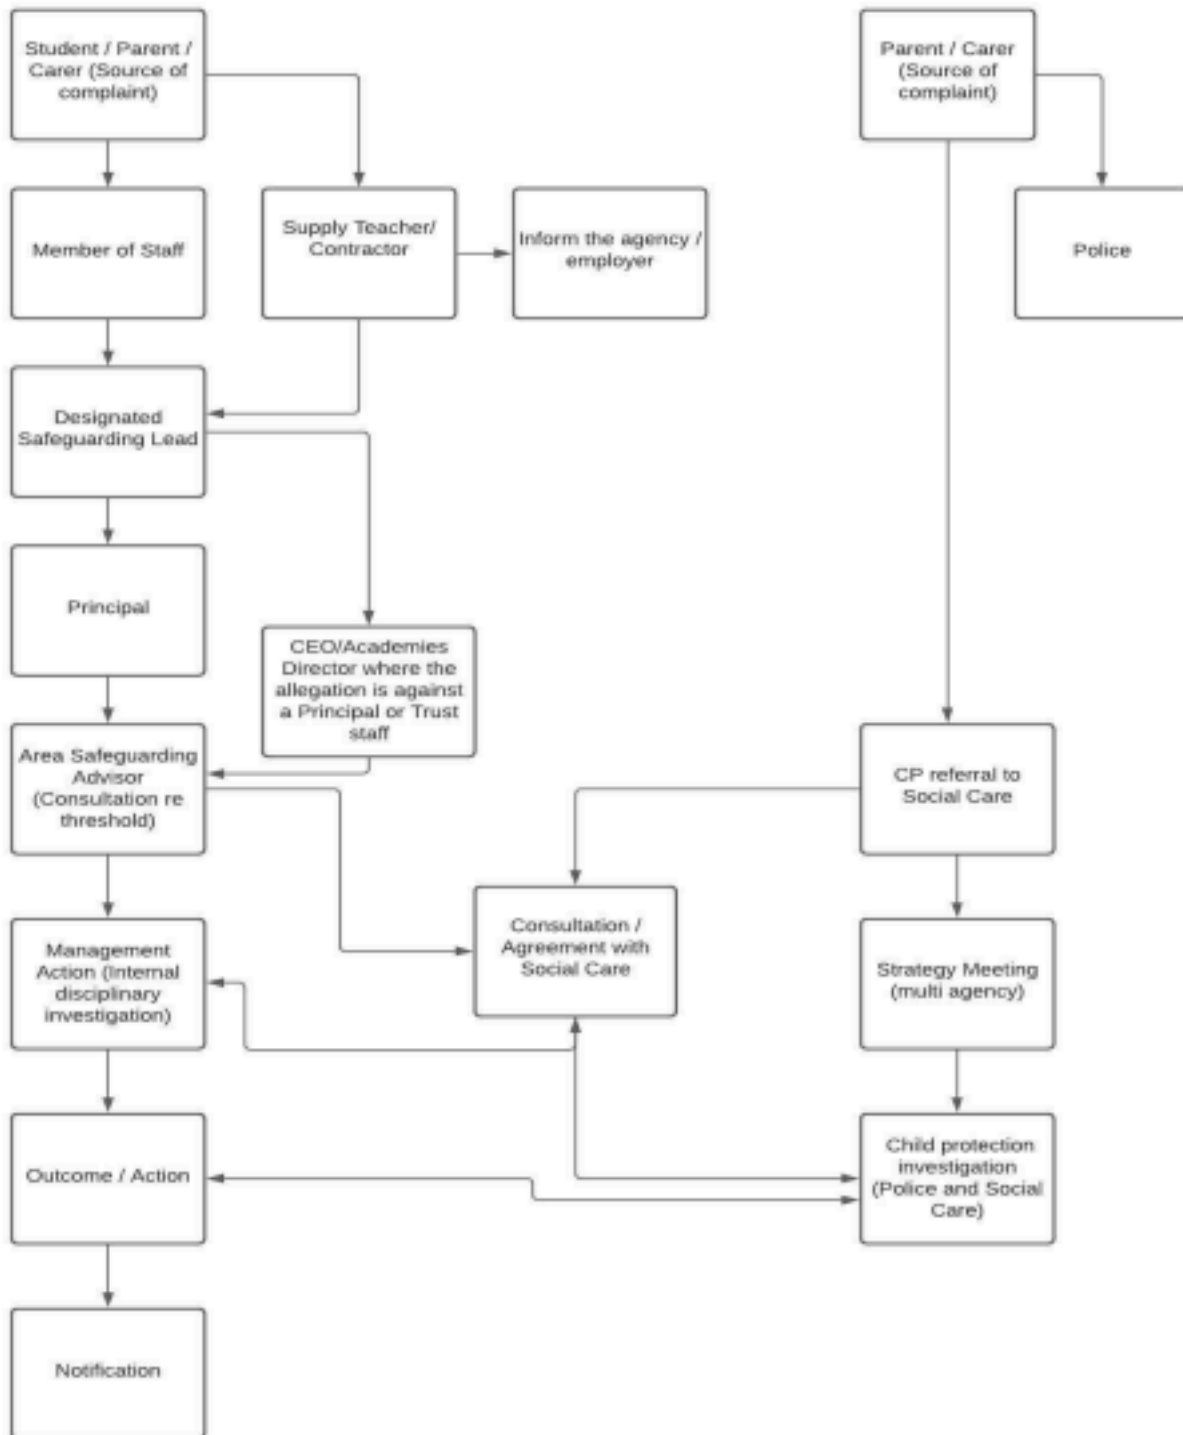 Student / Parent /
Carer (Source of
complaint)
Parent / Carer
(Source of
complaint)
Member of Staff
Supply Teacher/
Contractor
Inform the agency /
employer
Police
Designated
Safeguarding Lead
Principal
CEO/Academies
Director where the
allegation is against
a Principal or Trust
staff
Area Safeguarding
Advisor
(Consultation re
threshold)
CP referral to
Social Care
Management
Action (Internal
disciplinary
investigation)
Consultation /
Agreement with
Social Care
Strategy Meeting
(multi agency)
Outcome / Action
Child protection
investigation
(Police and Social
Care)
Notification